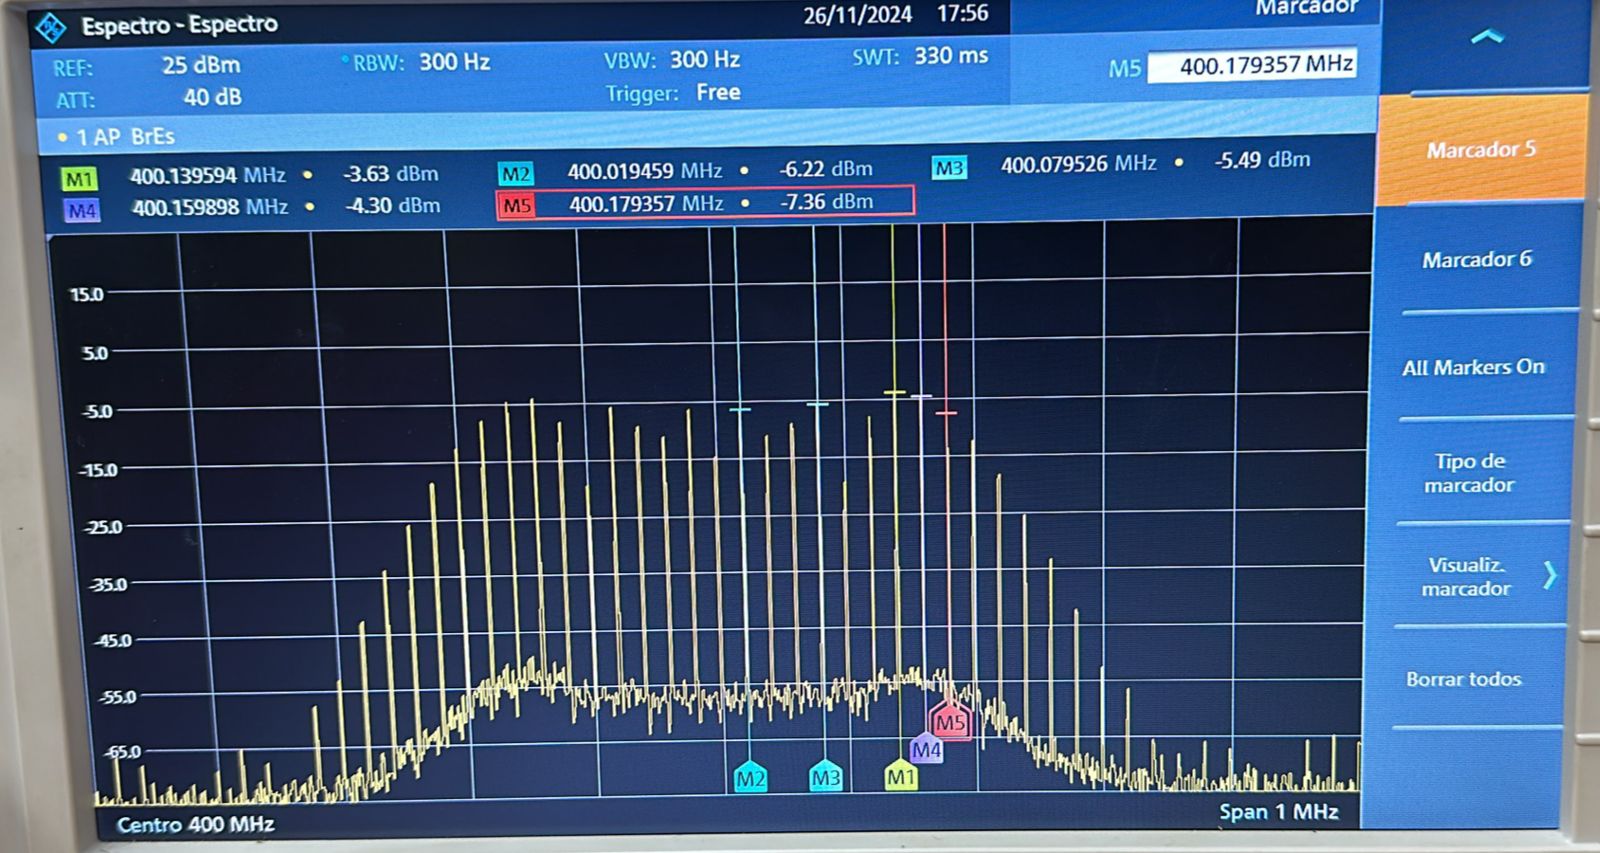 Espectro - Espectro 26/11/2024 17:56 Marcador
REF: 25 dBm RBW: 300 Hz VBW: 300 Hz SWT: 330 ms M5 400.179357 MHz
ATT: 40 dB Trigger: Free
1 AP BrEs
M1 400.139594 MHz • -3.63 dBm M2 400.019459 MHz • -6.22 dBm M3 400.079526 MHz • -5.49 dBm
M4 400.159898 MHz • -4.30 dBm M5 400.179357 MHz • -7.36 dBm
15.0
5.0
-5.0
-15.0
-25.0
-35.0
-45.0
-55.0
-65.0
M5
M4
M2 M3 M1
Centro 400 MHz Span 1 MHz
Marcador 5
Marcador 6
All Markers On
Tipo de
marcador
Visualiz.
marcador
Borrar todos